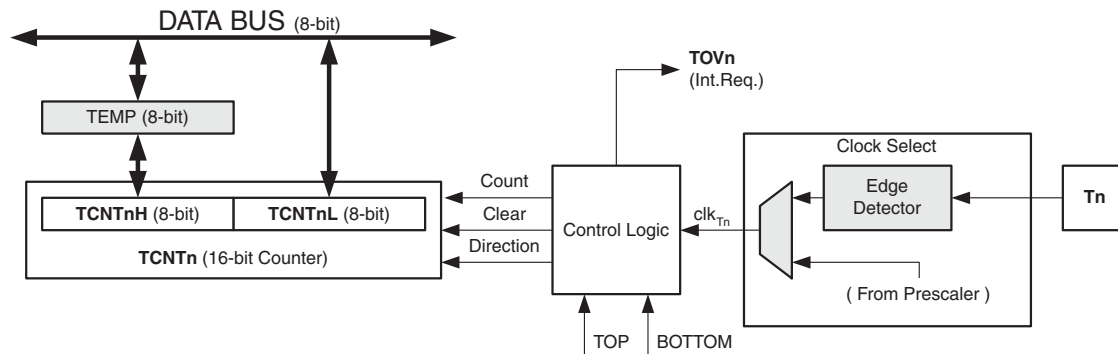 DATA BUS (8-bit)
TOVn
(Int.Req.)
TEMP (8-bit)
Clock Select
Count
Edge
Detector
Tn
TCNTnH (8-bit)
TCNTnL (8-bit)
Clear
Control Logic
clkTn
TCNTn (16-bit Counter)
Direction
( From Prescaler )
TOP
BOTTOM